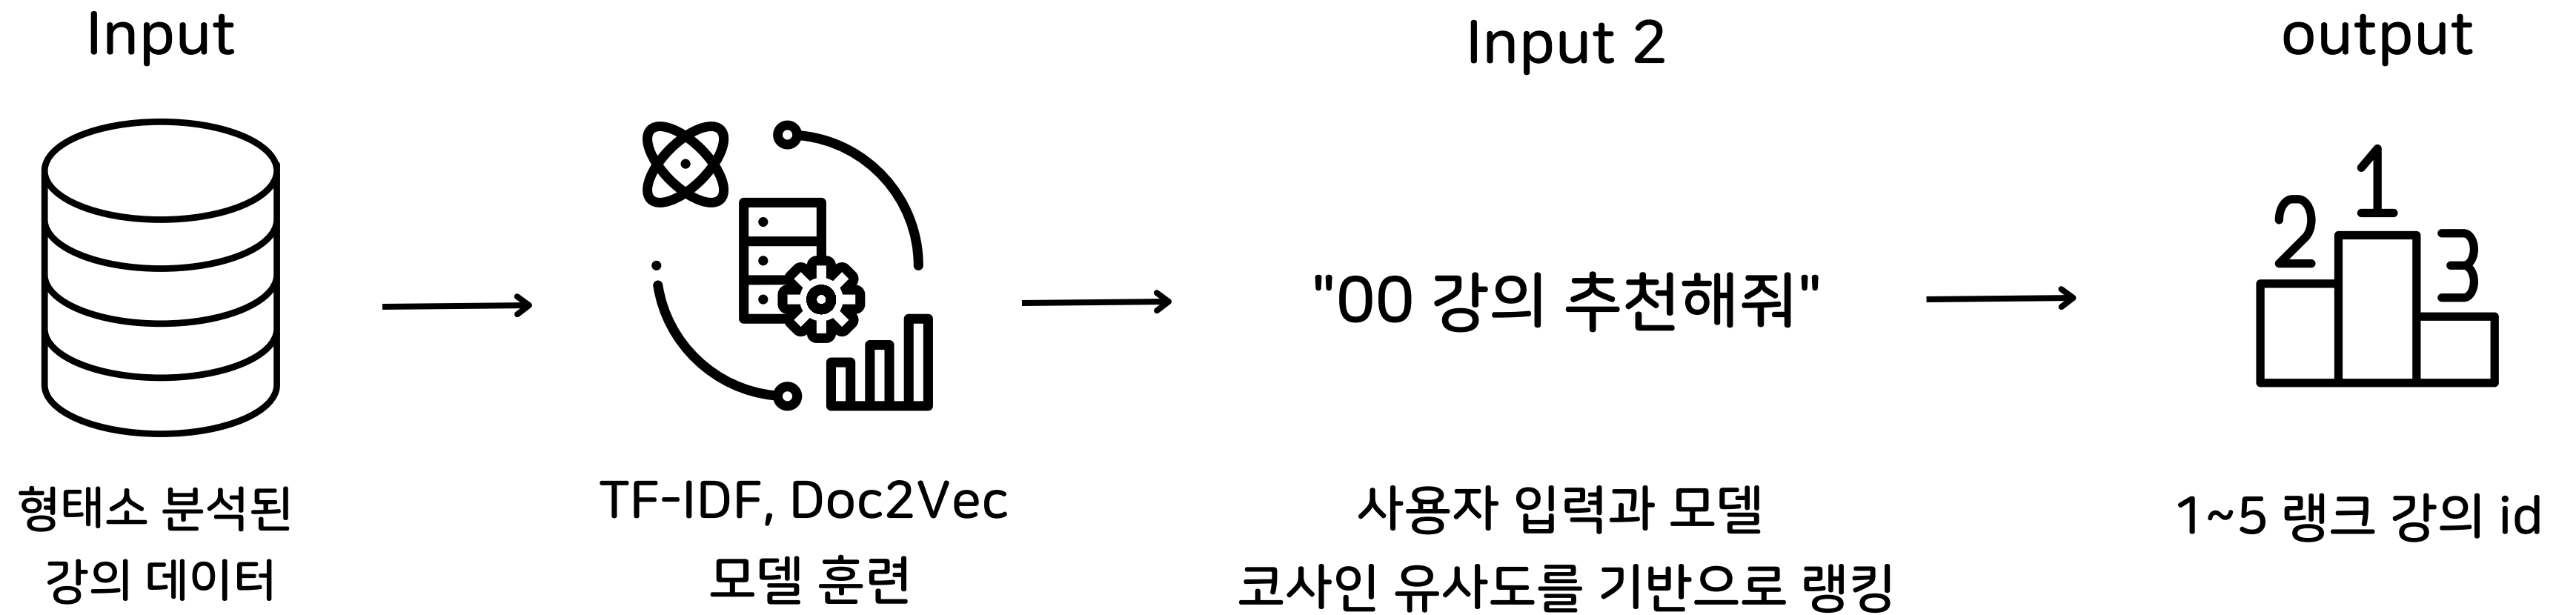 Input
Input 2
output
"00 강의 추천해줘"
2
1
3
형태소 분석된
강의 데이터
TF-IDF, Doc2Vec
모델 훈련
사용자 입력과 모델
코사인 유사도를 기반으로 랭킹
1~5 랭크 강의 id